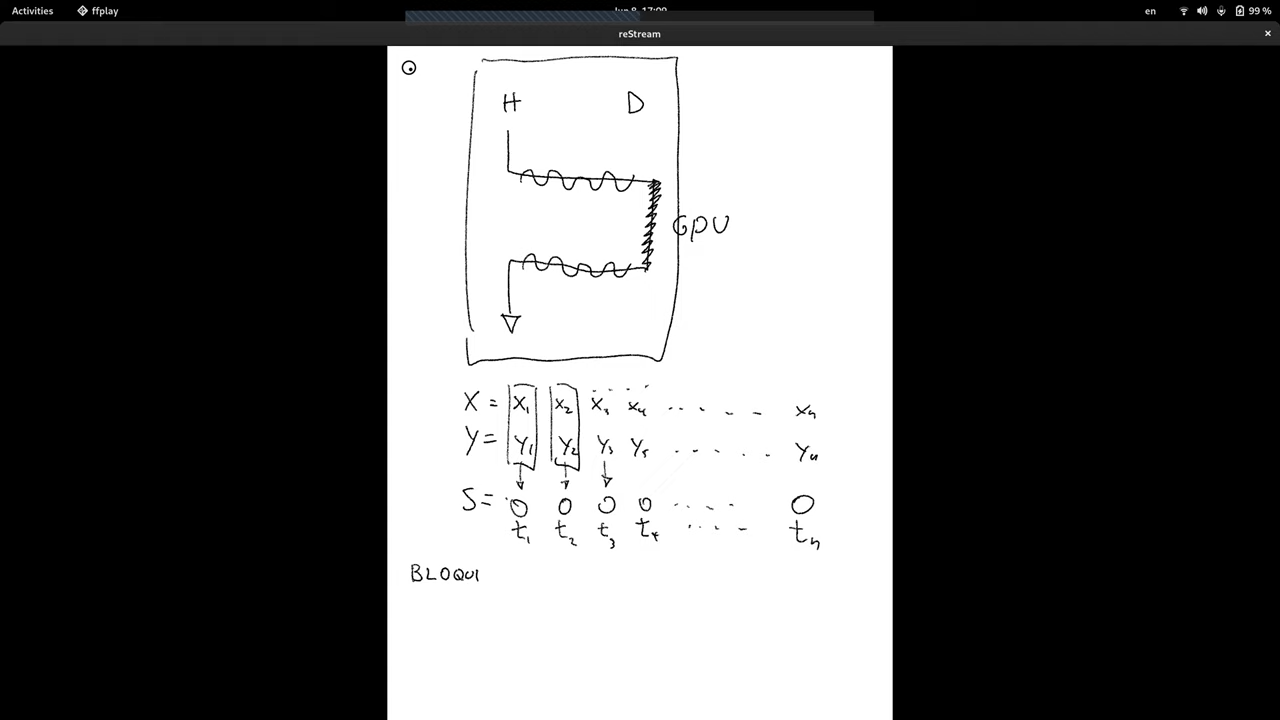 Activities ffplay en 99 %
reStream
H D
GPU
X = X1 X2 X3 X4 . . . . . Xn
Y = Y1 Y2 Y3 . . . . . Yn
S = O O O O . . . . . O
t1 t2 t3 t4 . . . . . tn
BLOQUI